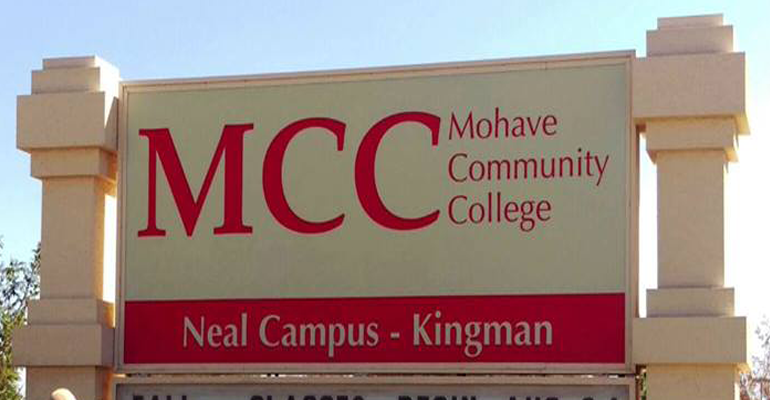 MCC
Mohave
Community
College
Neal Campus - Kingman